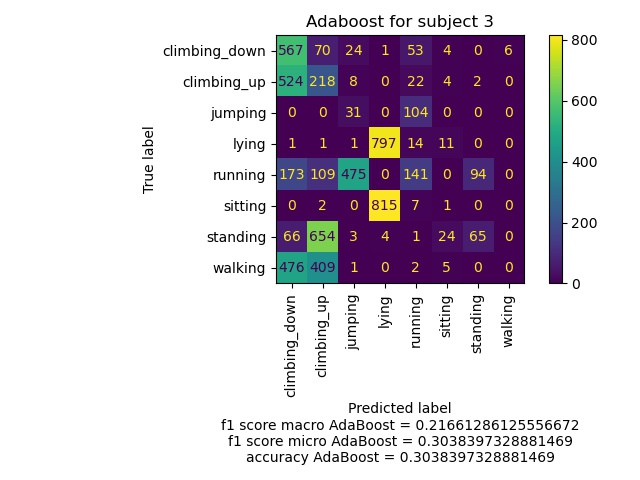 Adaboost for subject 3
climbing_down 567 70 24 1 53 4 0 6
climbing_up 524 218 8 0 22 4 2 0
jumping 0 0 31 0 104 0 0 0
lying 1 1 1 797 14 11 0 0
running 173 109 475 0 141 0 94 0
sitting 0 2 0 815 7 1 0 0
standing 66 654 3 4 1 24 65 0
walking 476 409 1 0 2 5 0 0
True label
climbing_down climbing_up jumping lying running sitting standing walking
Predicted label
800
600
400
200
0
f1 score macro AdaBoost = 0.21661286125556672
f1 score micro AdaBoost = 0.3038397328881469
accuracy AdaBoost = 0.3038397328881469